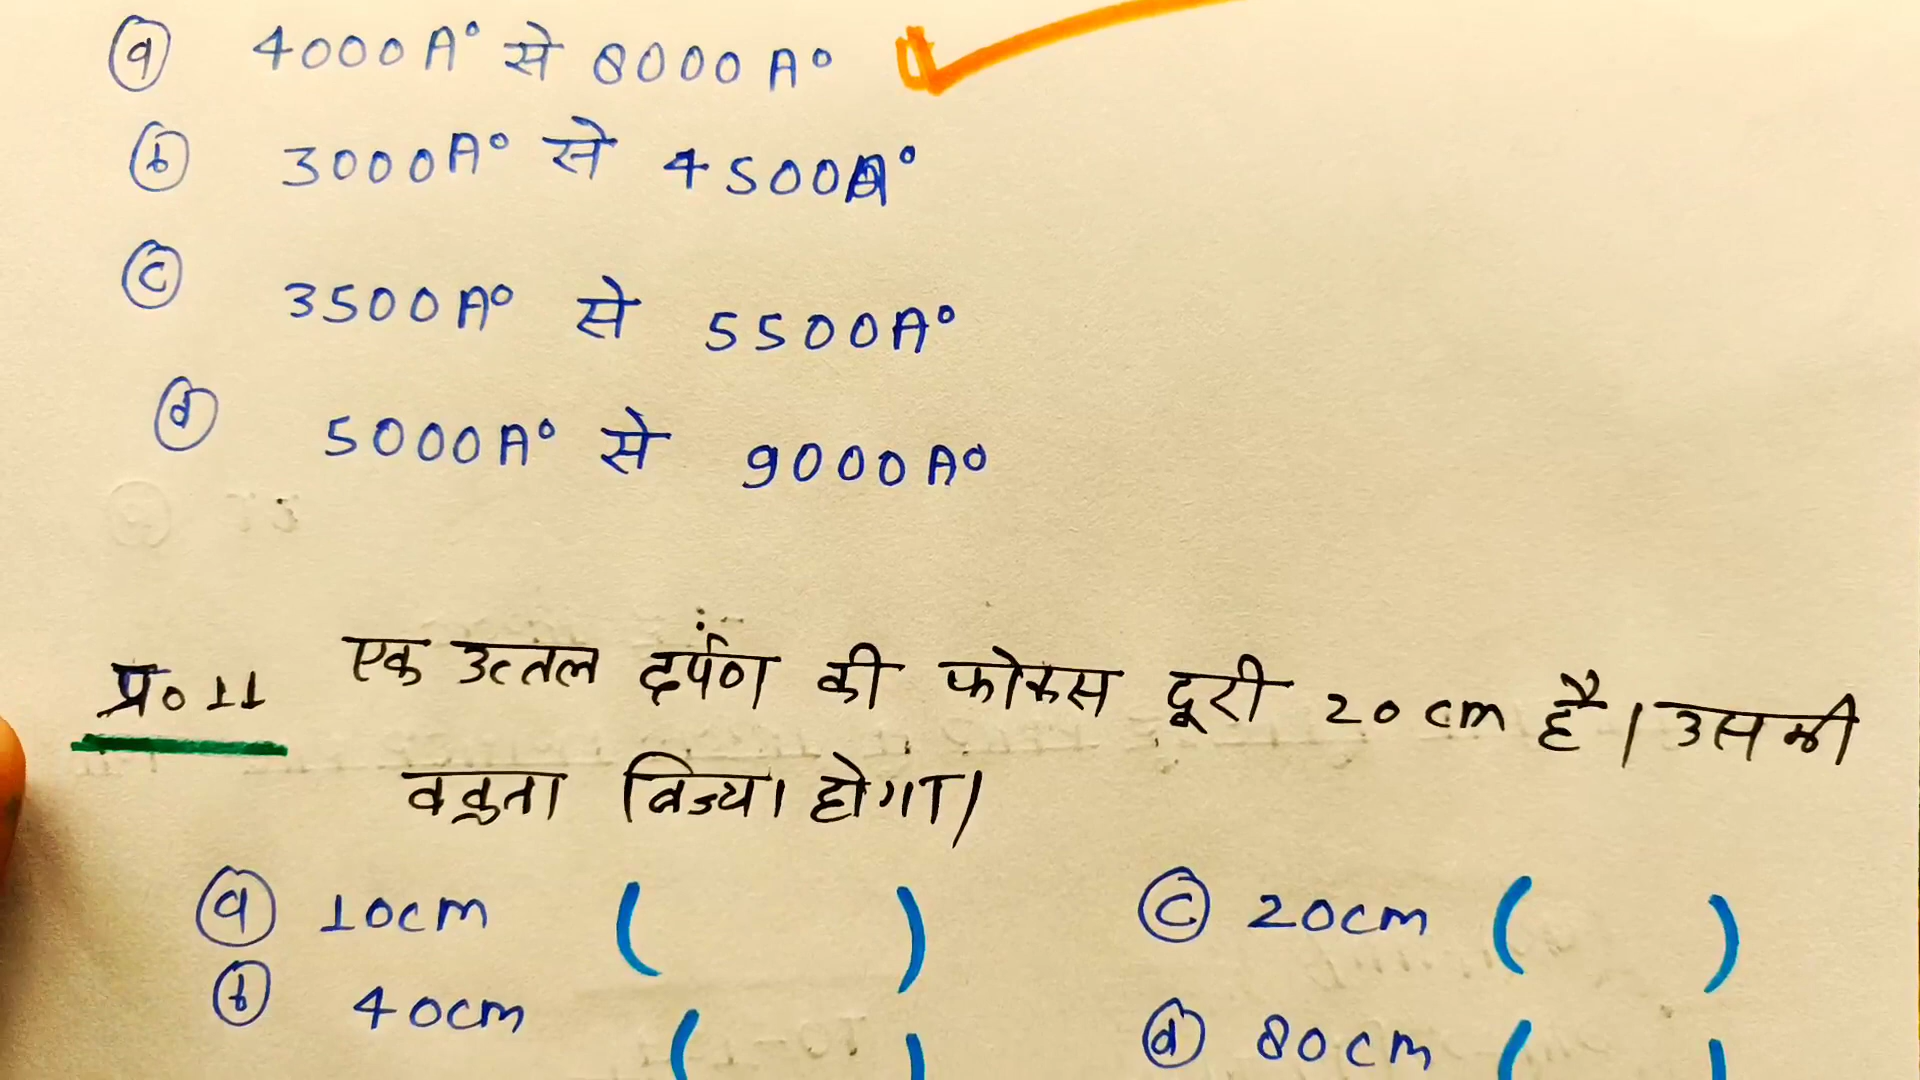 (a) 4000A° से 8000A°
(b) 3000A° से 4500A°
(c) 3500A° से 5500A°
(d) 5000A° से 9000A°
प्र० 11 एक उत्तल दर्पण की फोकस दूरी 20 cm है। उसकी
वक्रता त्रिज्या होगा।
(a) 10cm ( ) (c) 20cm ( )
(b) 40cm ( ) (d) 80cm ( )